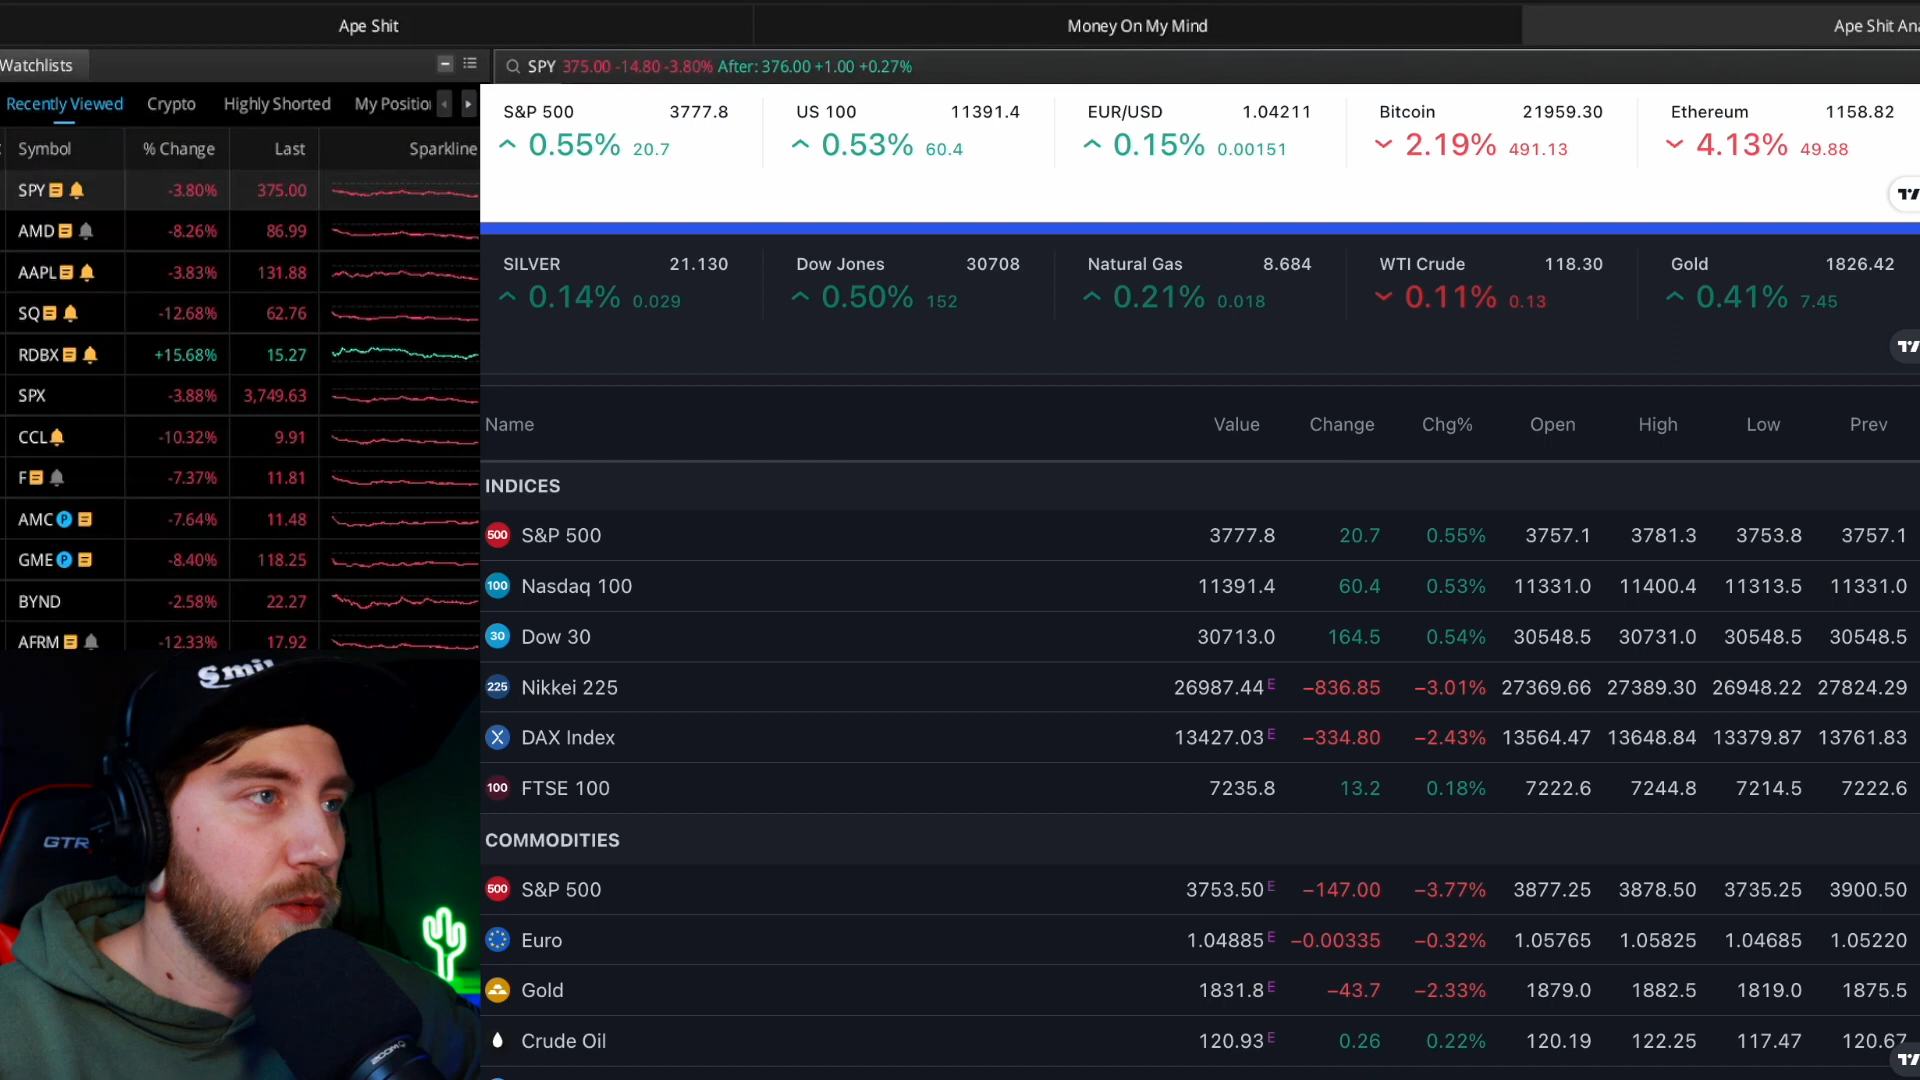 Ape Shit
Money On My Mind
Ape Shit Ana
Watchlists
SPY 375.00 -14.80 -3.80% After: 376.00 +1.00 +0.27%
Recently Viewed Crypto Highly Shorted My Position
Symbol % Change Last Sparkline
SPY -3.80% 375.00
AMD -8.26% 86.99
AAPL -3.83% 131.88
SQ -12.68% 62.76
RDBX +15.68% 15.27
SPX -3.88% 3,749.63
CCL -10.32% 9.91
F -7.37% 11.81
AMC P -7.64% 11.48
GME P -8.40% 118.25
BYND -2.58% 22.27
AFRM -12.33% 17.92
S&P 500 3777.8
0.55% 20.7
US 100 11391.4
0.53% 60.4
EUR/USD 1.04211
0.15% 0.00151
Bitcoin 21959.30
2.19% 491.13
Ethereum 1158.82
4.13% 49.88
SILVER 21.130
0.14% 0.029
Dow Jones 30708
0.50% 152
Natural Gas 8.684
0.21% 0.018
WTI Crude 118.30
0.11% 0.13
Gold 1826.42
0.41% 7.45
Name Value Change Chg% Open High Low Prev
INDICES
500 S&P 500 3777.8 20.7 0.55% 3757.1 3781.3 3753.8 3757.1
100 Nasdaq 100 11391.4 60.4 0.53% 11331.0 11400.4 11313.5 11331.0
30 Dow 30 30713.0 164.5 0.54% 30548.5 30731.0 30548.5 30548.5
225 Nikkei 225 26987.44 E −836.85 −3.01% 27369.66 27389.30 26948.22 27824.29
DAX Index 13427.03 E −334.80 −2.43% 13564.47 13648.84 13379.87 13761.83
100 FTSE 100 7235.8 13.2 0.18% 7222.6 7244.8 7214.5 7222.6
COMMODITIES
500 S&P 500 3753.50 E −147.00 −3.77% 3877.25 3878.50 3735.25 3900.50
Euro 1.04885 E −0.00335 −0.32% 1.05765 1.05825 1.04685 1.05220
Gold 1831.8 E −43.7 −2.33% 1879.0 1882.5 1819.0 1875.5
Crude Oil 120.93 E 0.26 0.22% 120.19 122.25 117.47 120.67
GTR
ZOOM